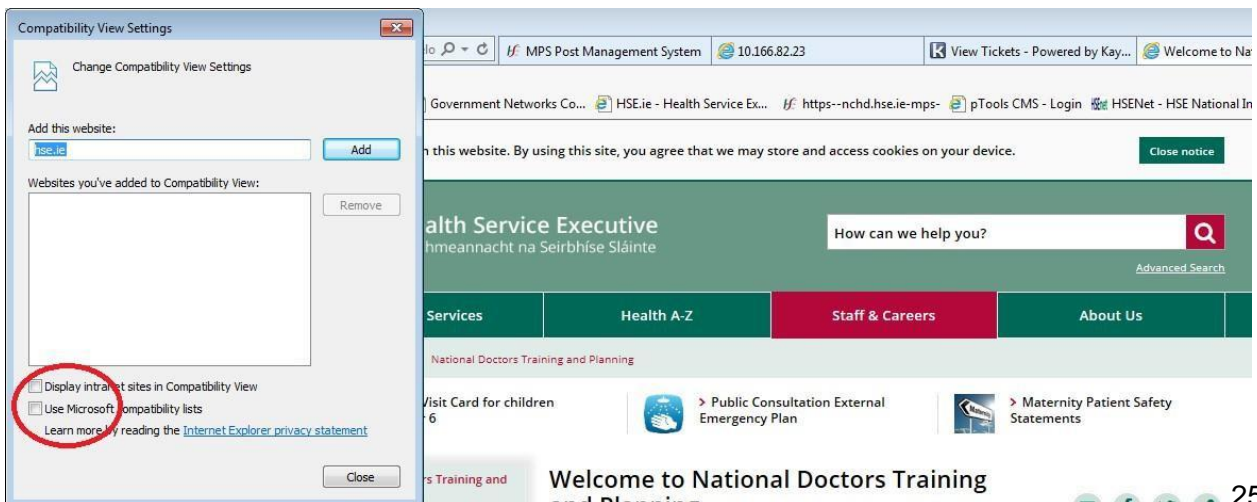 Compatibility View Settings
Change Compatibility View Settings
Add this website:
hse.ie
Add
Websites you've added to Compatibility View:
Remove
Display intranet sites in Compatibility View
Use Microsoft compatibility lists
Learn more by reading the Internet Explorer privacy statement
Close
MPS Post Management System
10.166.82.23
View Tickets - Powered by Kay...
Welcome to Na
Government Networks Co...
HSE.ie - Health Service Ex...
https--nchd.hse.ie-mps-
pTools CMS - Login
HSENet - HSE National In
this website. By using this site, you agree that we may store and access cookies on your device.
Close notice
alth Service Executive
hmeannacht na Seirbhíse Sláinte
How can we help you?
Advanced Search
Services
Health A-Z
Staff & Careers
About Us
National Doctors Training and Planning
Visit Card for children
6
> Public Consultation External
Emergency Plan
> Maternity Patient Safety
Statements
rs Training and
Welcome to National Doctors Training
and Planning
25